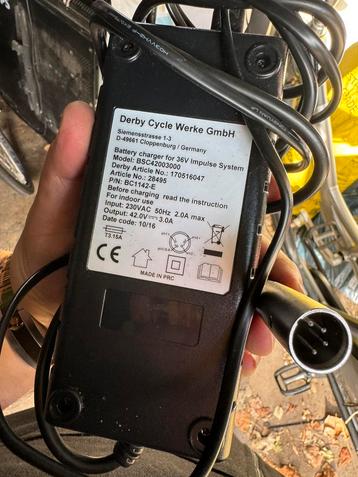 Derby Cycle Werke GmbH
Siemensstrasse 1-3
D-49661 Cloppenburg / Germany
Battery charger for 36V Impulse System
Model: BSC42003000
Derby Article No.: 170516047
Article No.: 28495
P/N: BC1142-E
Before charging read the instruction
For indoor use
Input: 230VAC 50Hz 2.0A max
Output: 42.0V 3.0A
Date code: 10/16
T3.15A
CE
MADE IN PRC